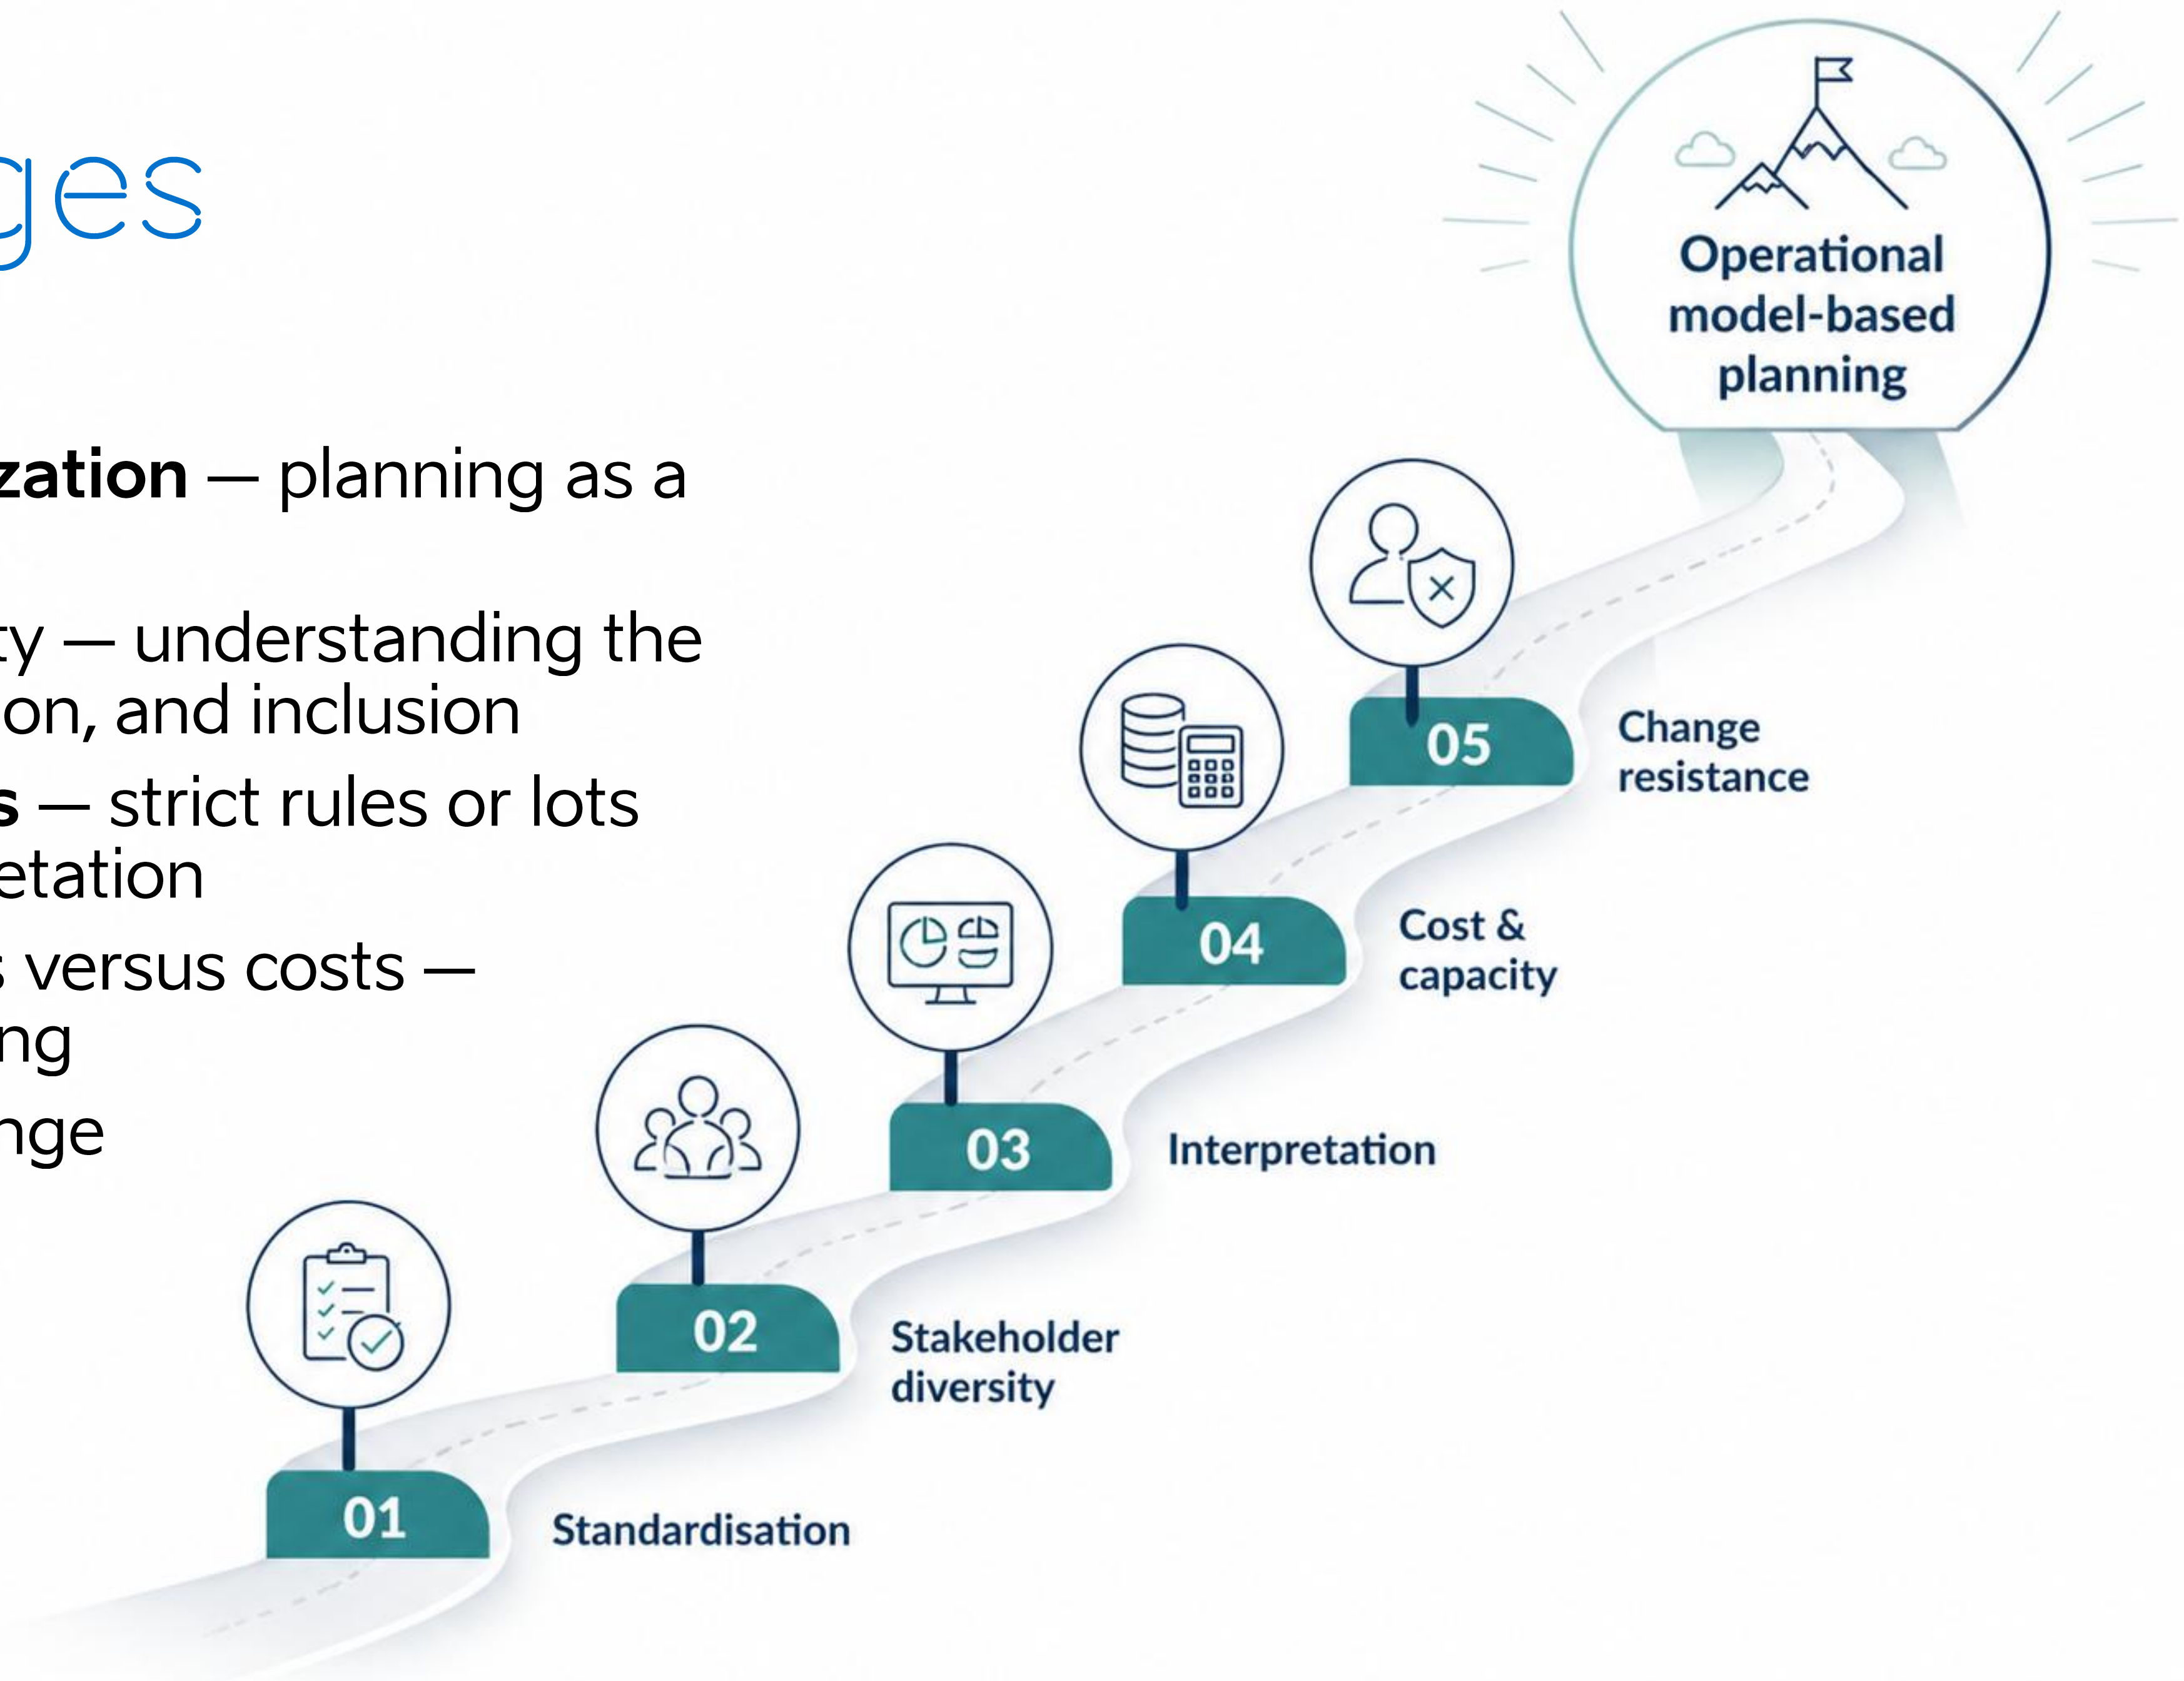 ges
zation — planning as a
ty — understanding the
on, and inclusion
s — strict rules or lots
etation
s versus costs —
ng
nge
Operational
model-based
planning
05
Change
resistance
04
Cost &
capacity
03
Interpretation
02
Stakeholder
diversity
01
Standardisation